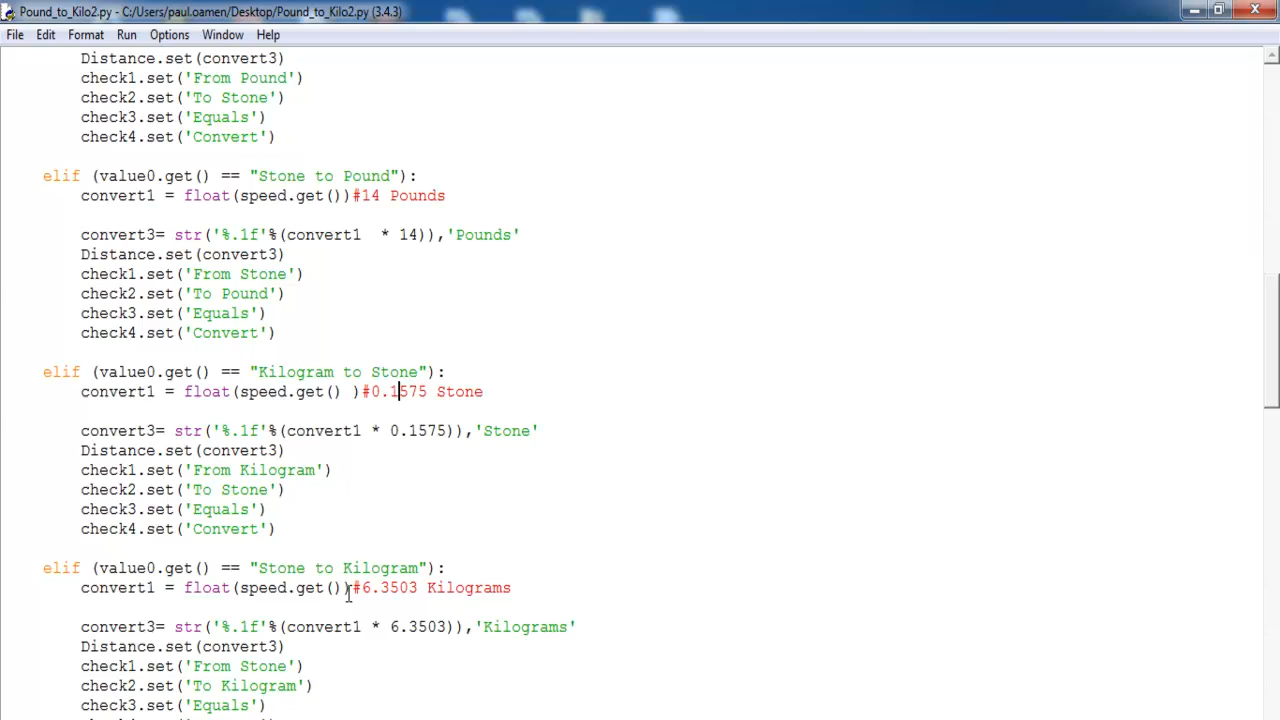 Pound_to_Kilo2.py - C:/Users/paul.oamen/Desktop/Pound_to_Kilo2.py (3.4.3)
File Edit Format Run Options Window Help
Distance.set(convert3)
check1.set('From Pound')
check2.set('To Stone')
check3.set('Equals')
check4.set('Convert')
elif (value0.get() == "Stone to Pound"):
convert1 = float(speed.get())#14 Pounds
convert3= str('%.1f'%(convert1  * 14)),'Pounds'
Distance.set(convert3)
check1.set('From Stone')
check2.set('To Pound')
check3.set('Equals')
check4.set('Convert')
elif (value0.get() == "Kilogram to Stone"):
convert1 = float(speed.get() )#0.1575 Stone
convert3= str('%.1f'%(convert1 * 0.1575)),'Stone'
Distance.set(convert3)
check1.set('From Kilogram')
check2.set('To Stone')
check3.set('Equals')
check4.set('Convert')
elif (value0.get() == "Stone to Kilogram"):
convert1 = float(speed.get())#6.3503 Kilograms
convert3= str('%.1f'%(convert1 * 6.3503)),'Kilograms'
Distance.set(convert3)
check1.set('From Stone')
check2.set('To Kilogram')
check3.set('Equals')